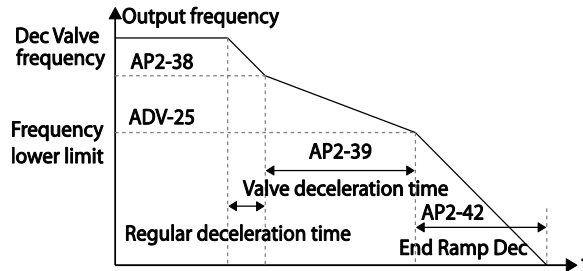 Output frequency
Dec Valve
frequency
AP2-38
ADV-25
Frequency
lower limit
AP2-39
Valve deceleration time
AP2-42
Regular deceleration time
End Ramp Dec